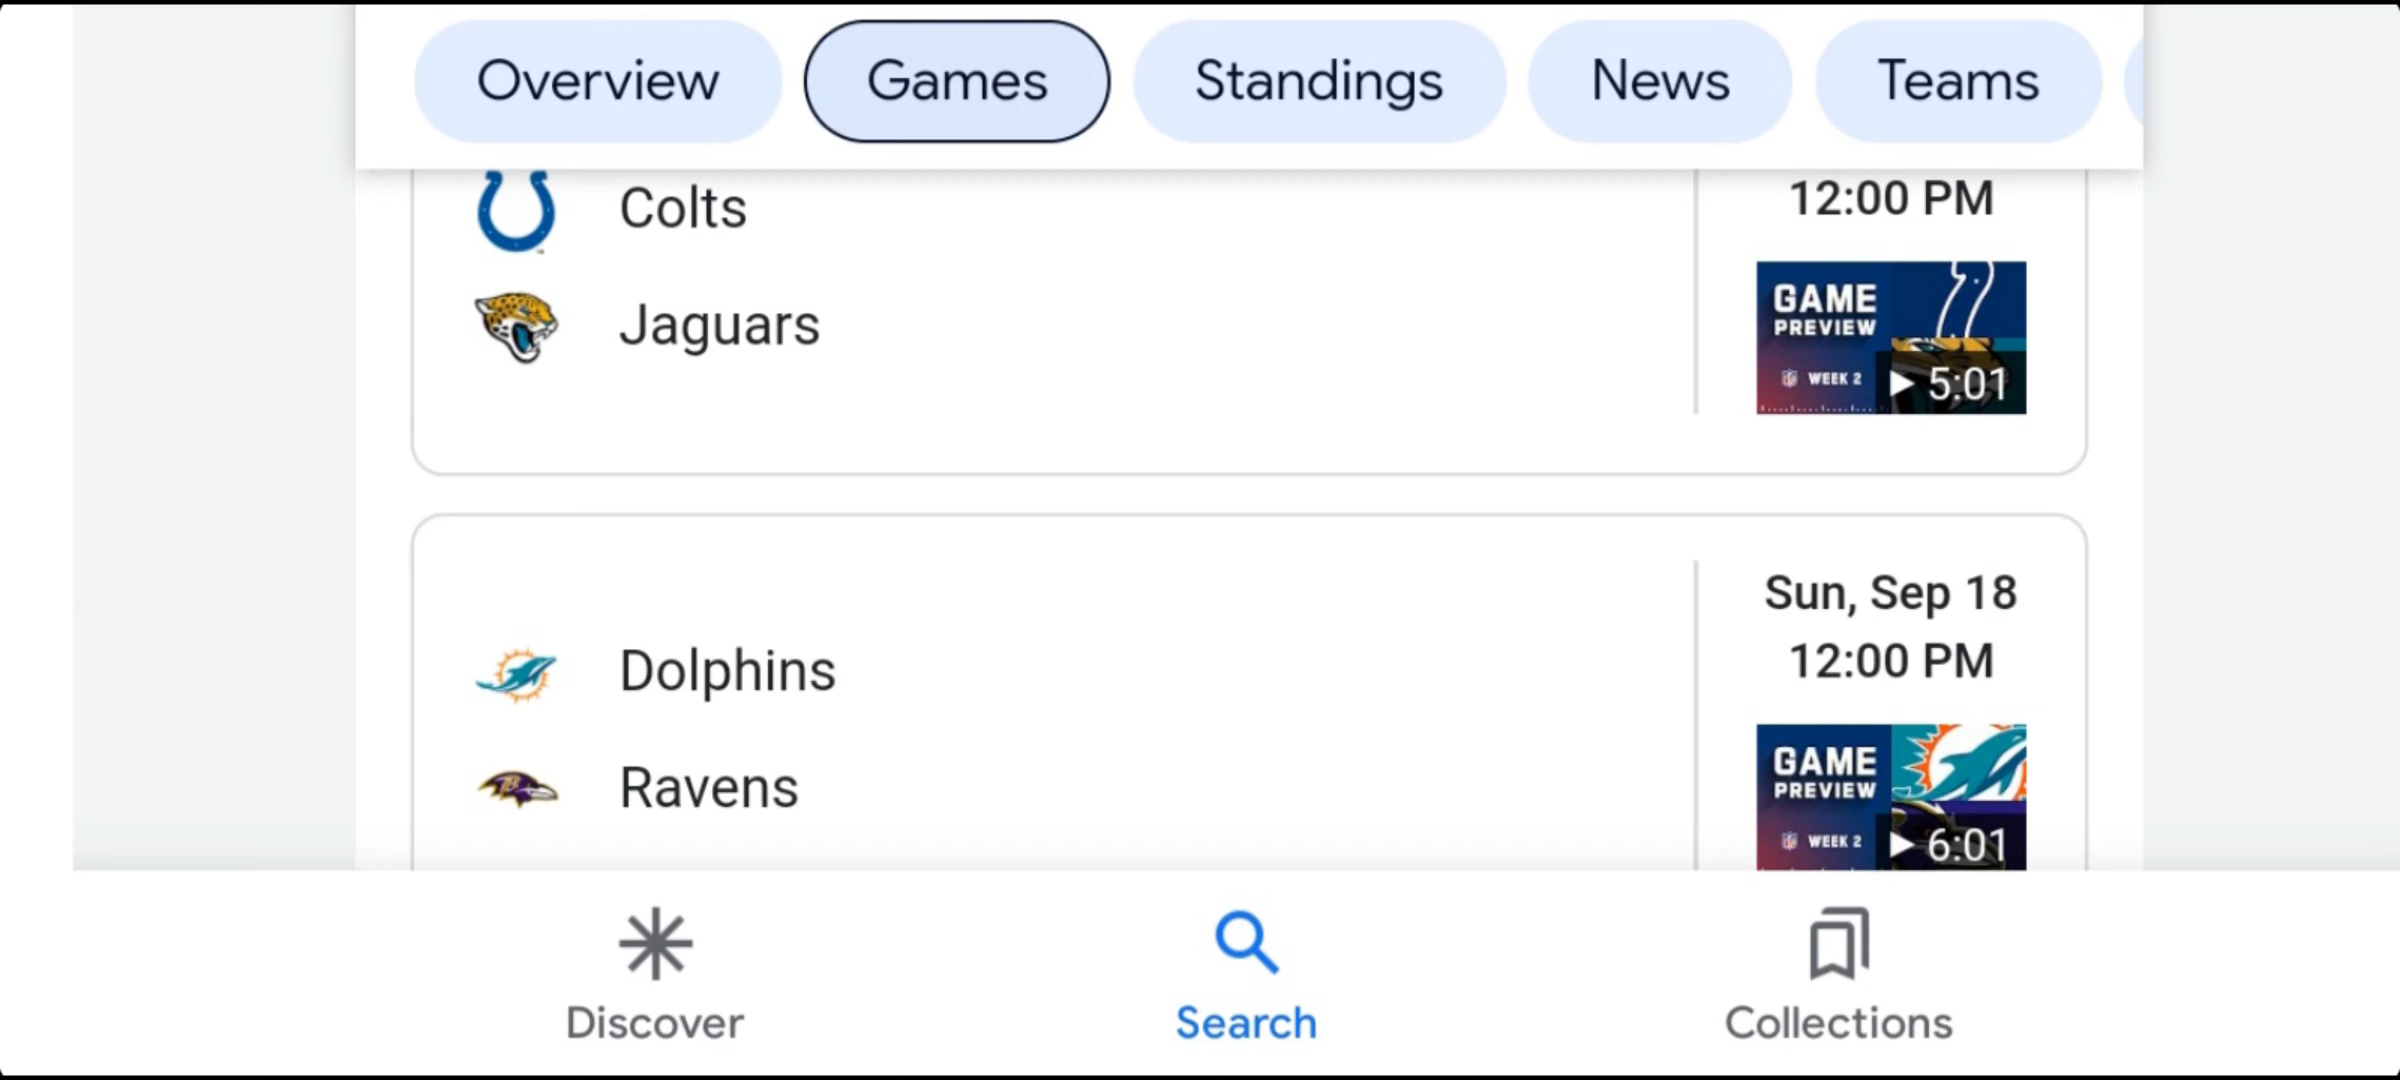 Overview Games Standings News Teams
Colts
12:00 PM
Jaguars
GAME
PREVIEW
WEEK 2
5:01
Sun, Sep 18
12:00 PM
Dolphins
Ravens
GAME
PREVIEW
WEEK 2
6:01
Discover Search Collections